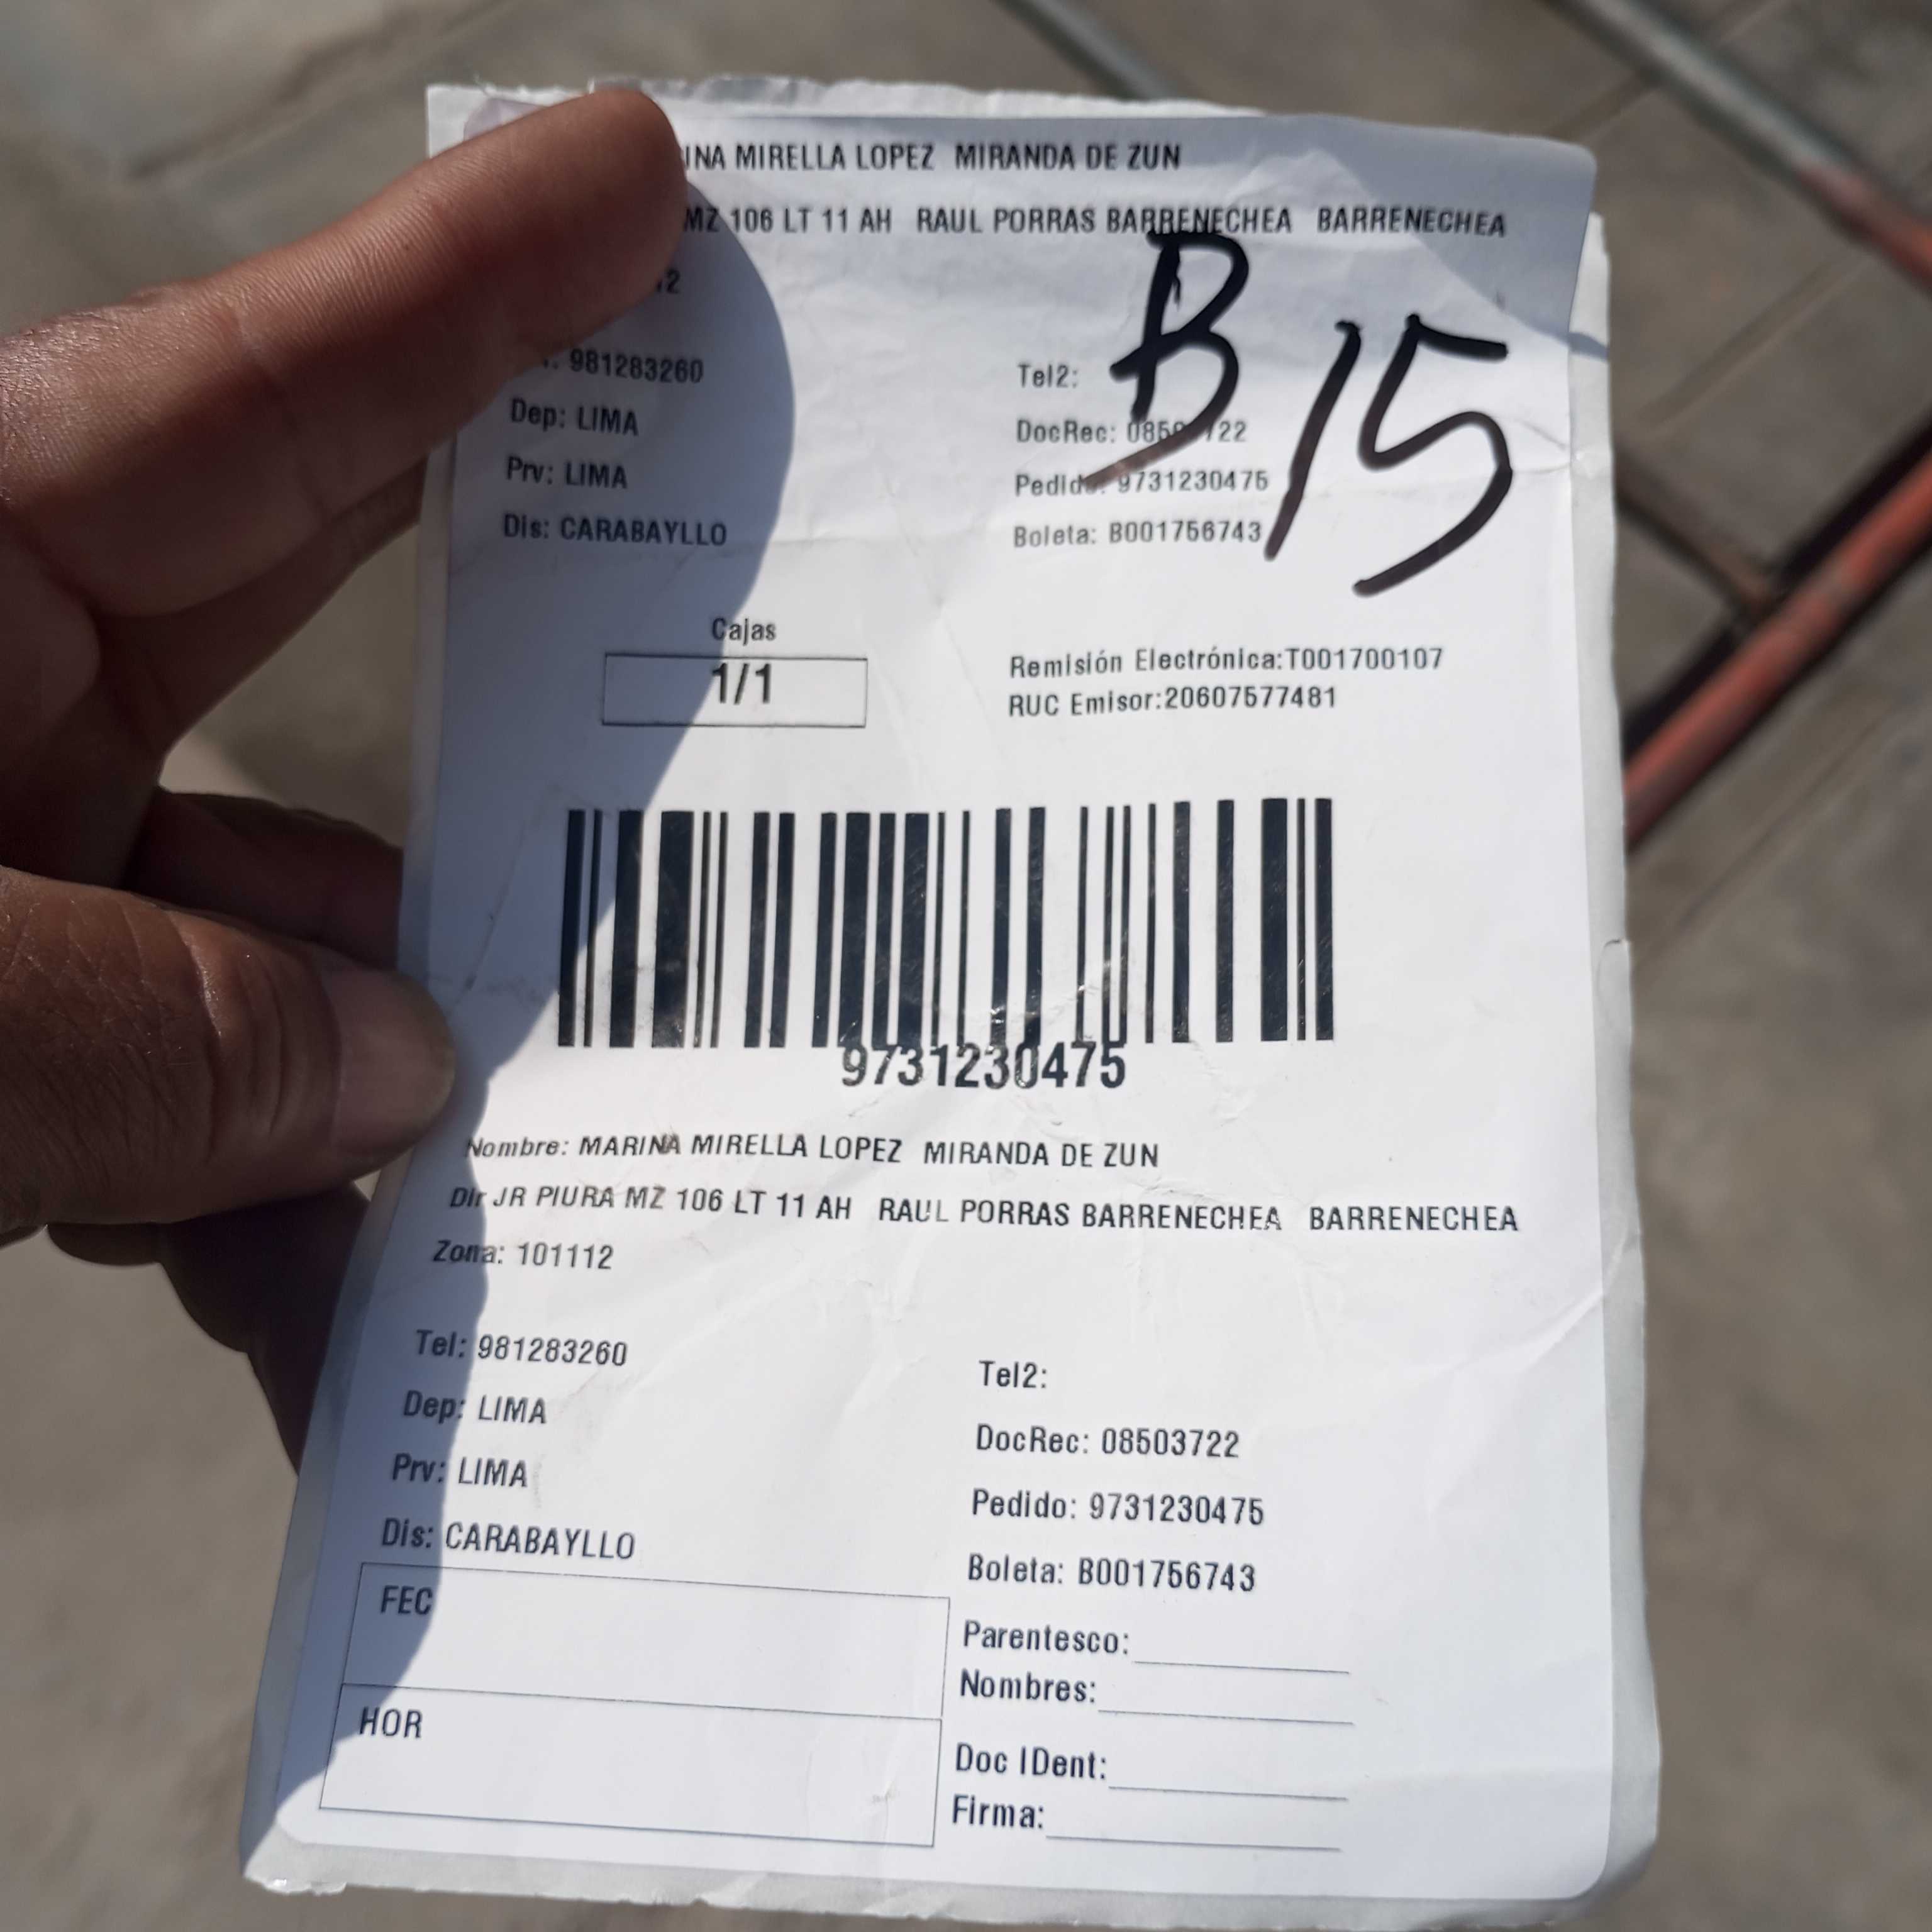 MIRELLA LOPEZ MIRANDA DE ZUN
MZ 106 LT 11 AH RAUL PORRAS BARRENECHEA BARRENECHEA
B 15
981283260
Tel2:
Dep: LIMA
DocRec:
Prv: LIMA
Pedido: 9731230475
Dis: CARABAYLLO
Boleta: B001756743
Cajas
1/1
Remisión Electrónica:T001700107
RUC Emisor:20607577481
9731230475
Nombre: MARINA MIRELLA LOPEZ MIRANDA DE ZUN
Dir JR PIURA MZ 106 LT 11 AH RAUL PORRAS BARRENECHEA BARRENECHEA
Zona: 101112
Tel: 981283260
Tel2:
Dep: LIMA
DocRec: 08503722
Prv: LIMA
Pedido: 9731230475
Dis: CARABAYLLO
Boleta: B001756743
FEC
Parentesco:
Nombres:
HOR
Doc IDent:
Firma: